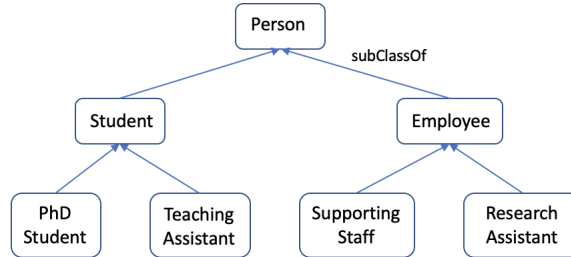 Person
subClassOf
Student
Employee
PhD
Student
Teaching
Assistant
Supporting
Staff
Research
Assistant